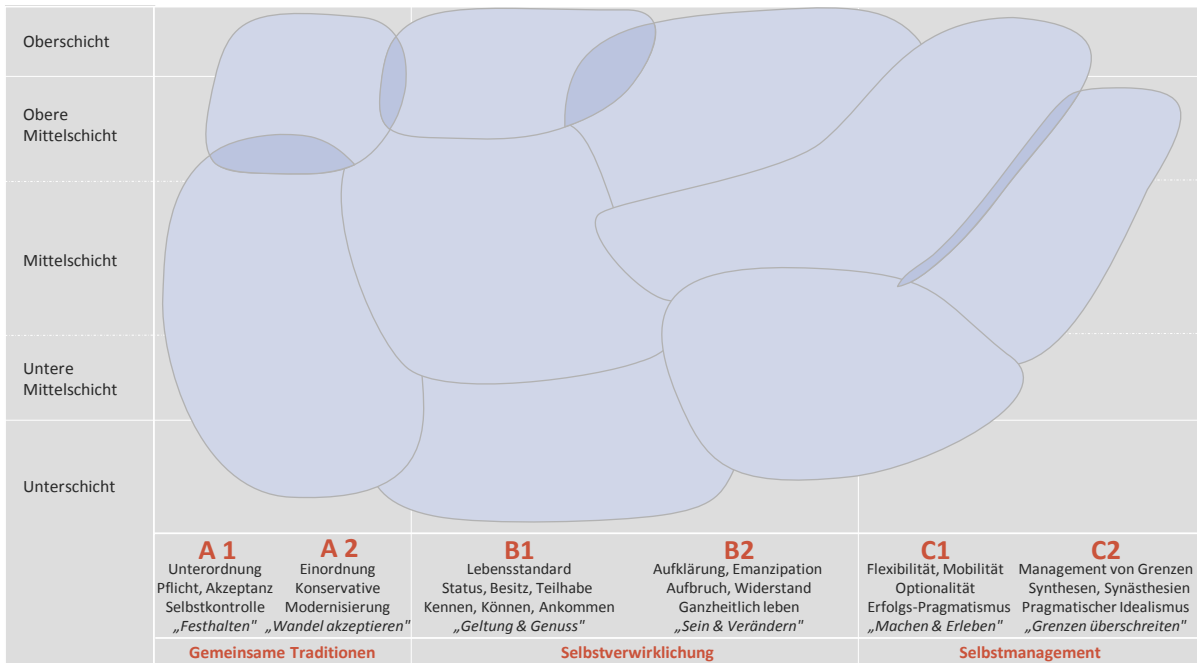 Oberschicht
Obere
Mittelschicht
Mittelschicht
Untere
Mittelschicht
Unterschicht
A 1
Unterordnung
Pflicht, Akzeptanz
Selbstkontrolle
„Festhalten"
A 2
Einordnung
Konservative
Modernisierung
„Wandel akzeptieren"
B1
Lebensstandard
Status, Besitz, Teilhabe
Kennen, Können, Ankommen
„Geltung & Genuss"
B2
Aufklärung, Emanzipation
Aufbruch, Widerstand
Ganzheitlich leben
„Sein & Verändern"
C1
Flexibilität, Mobilität
Optionalität
Erfolgs-Pragmatismus
„Machen & Erleben"
C2
Management von Grenzen
Synthesen, Synästhesien
Pragmatischer Idealismus
„Grenzen überschreiten"
Gemeinsame Traditionen
Selbstverwirklichung
Selbstmanagement